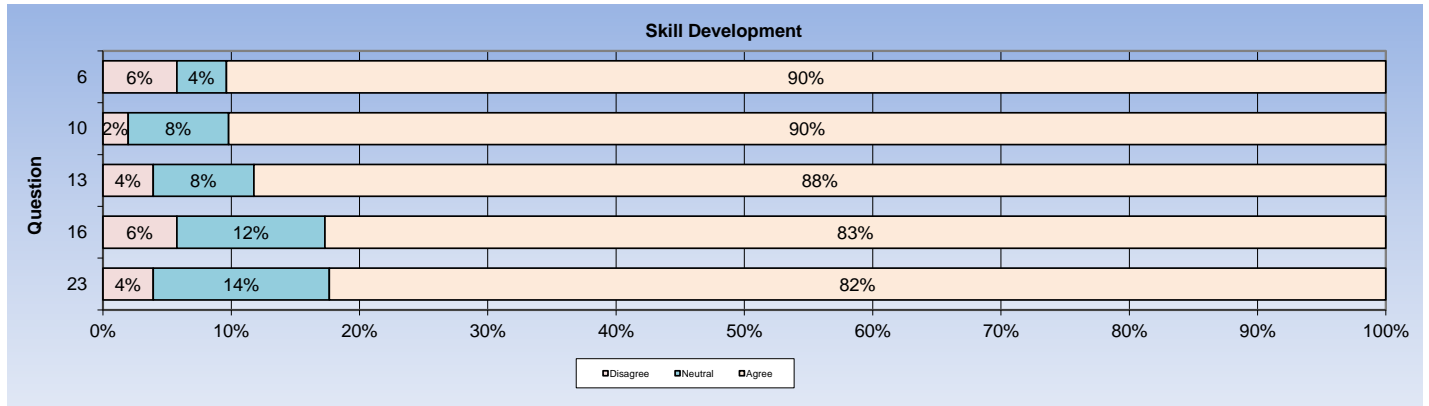 Skill Development
Question
6 6% 4% 90%
10 2% 8% 90%
13 4% 8% 88%
16 6% 12% 83%
23 4% 14% 82%
0% 10% 20% 30% 40% 50% 60% 70% 80% 90% 100%
Disagree Neutral Agree